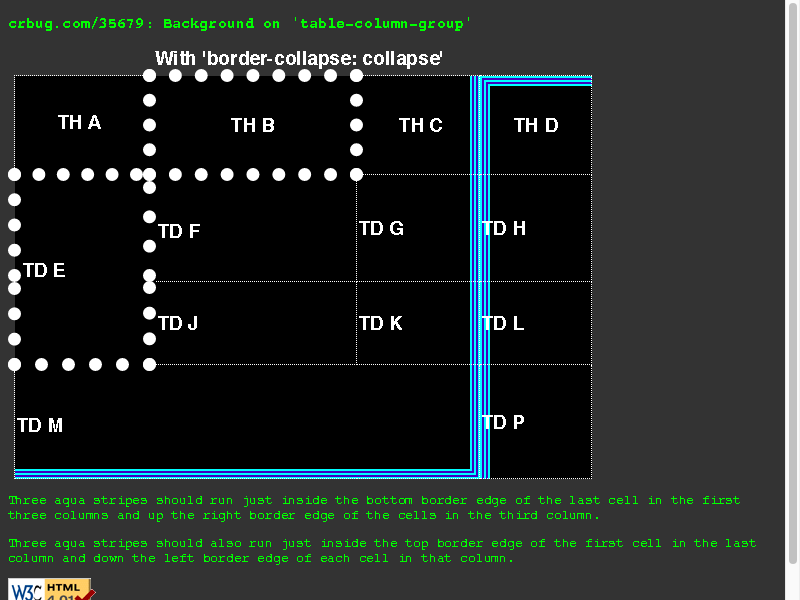 crbug.com/35679: Background on 'table-column-group'
With 'border-collapse: collapse'
TH A TH B TH C TH D
TD E TD F TD G TD H
TD J TD K TD L
TD M TD P
Three aqua stripes should run just inside the bottom border edge of the last cell in the first
three columns and up the right border edge of the cells in the third column.
Three aqua stripes should also run just inside the top border edge of the first cell in the last
column and down the left border edge of each cell in that column.
W3C HTML
4.01